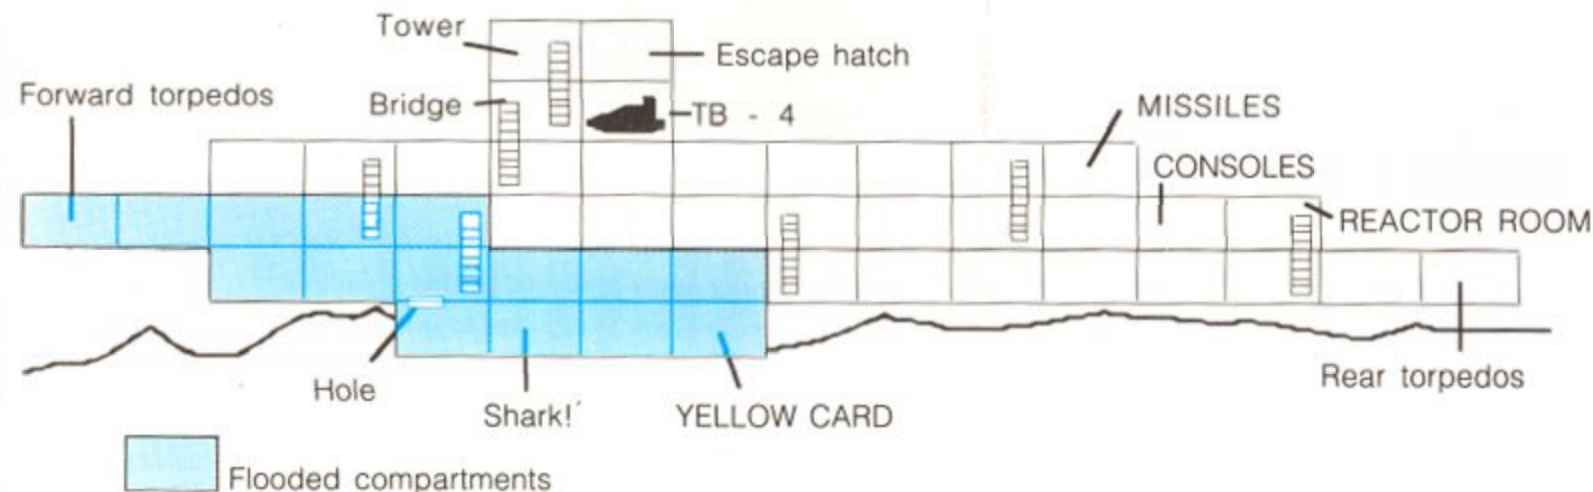 Tower
Escape hatch
Forward torpedos
Bridge
TB - 4
MISSILES
CONSOLES
REACTOR ROOM
Hole
Shark!
YELLOW CARD
Rear torpedos
Flooded compartments